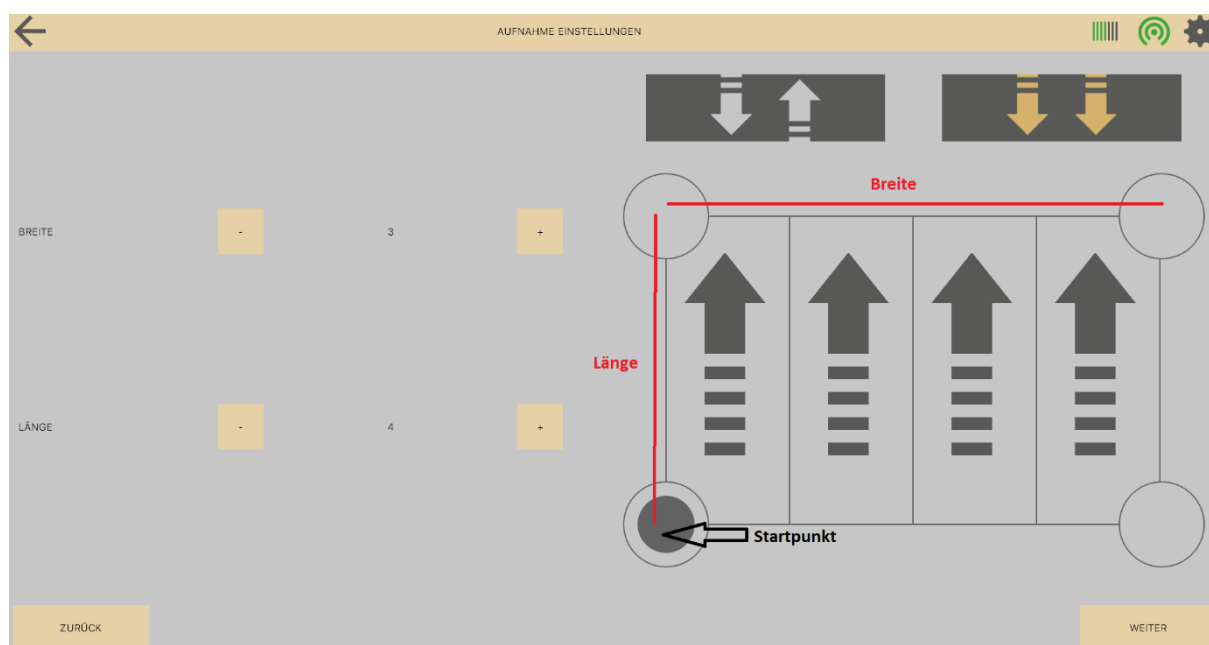 AUFNAHME EINSTELLUNGEN
Breite
BREITE - 3 +
Länge
LÄNGE - 4 +
Startpunkt
ZURÜCK
WEITER